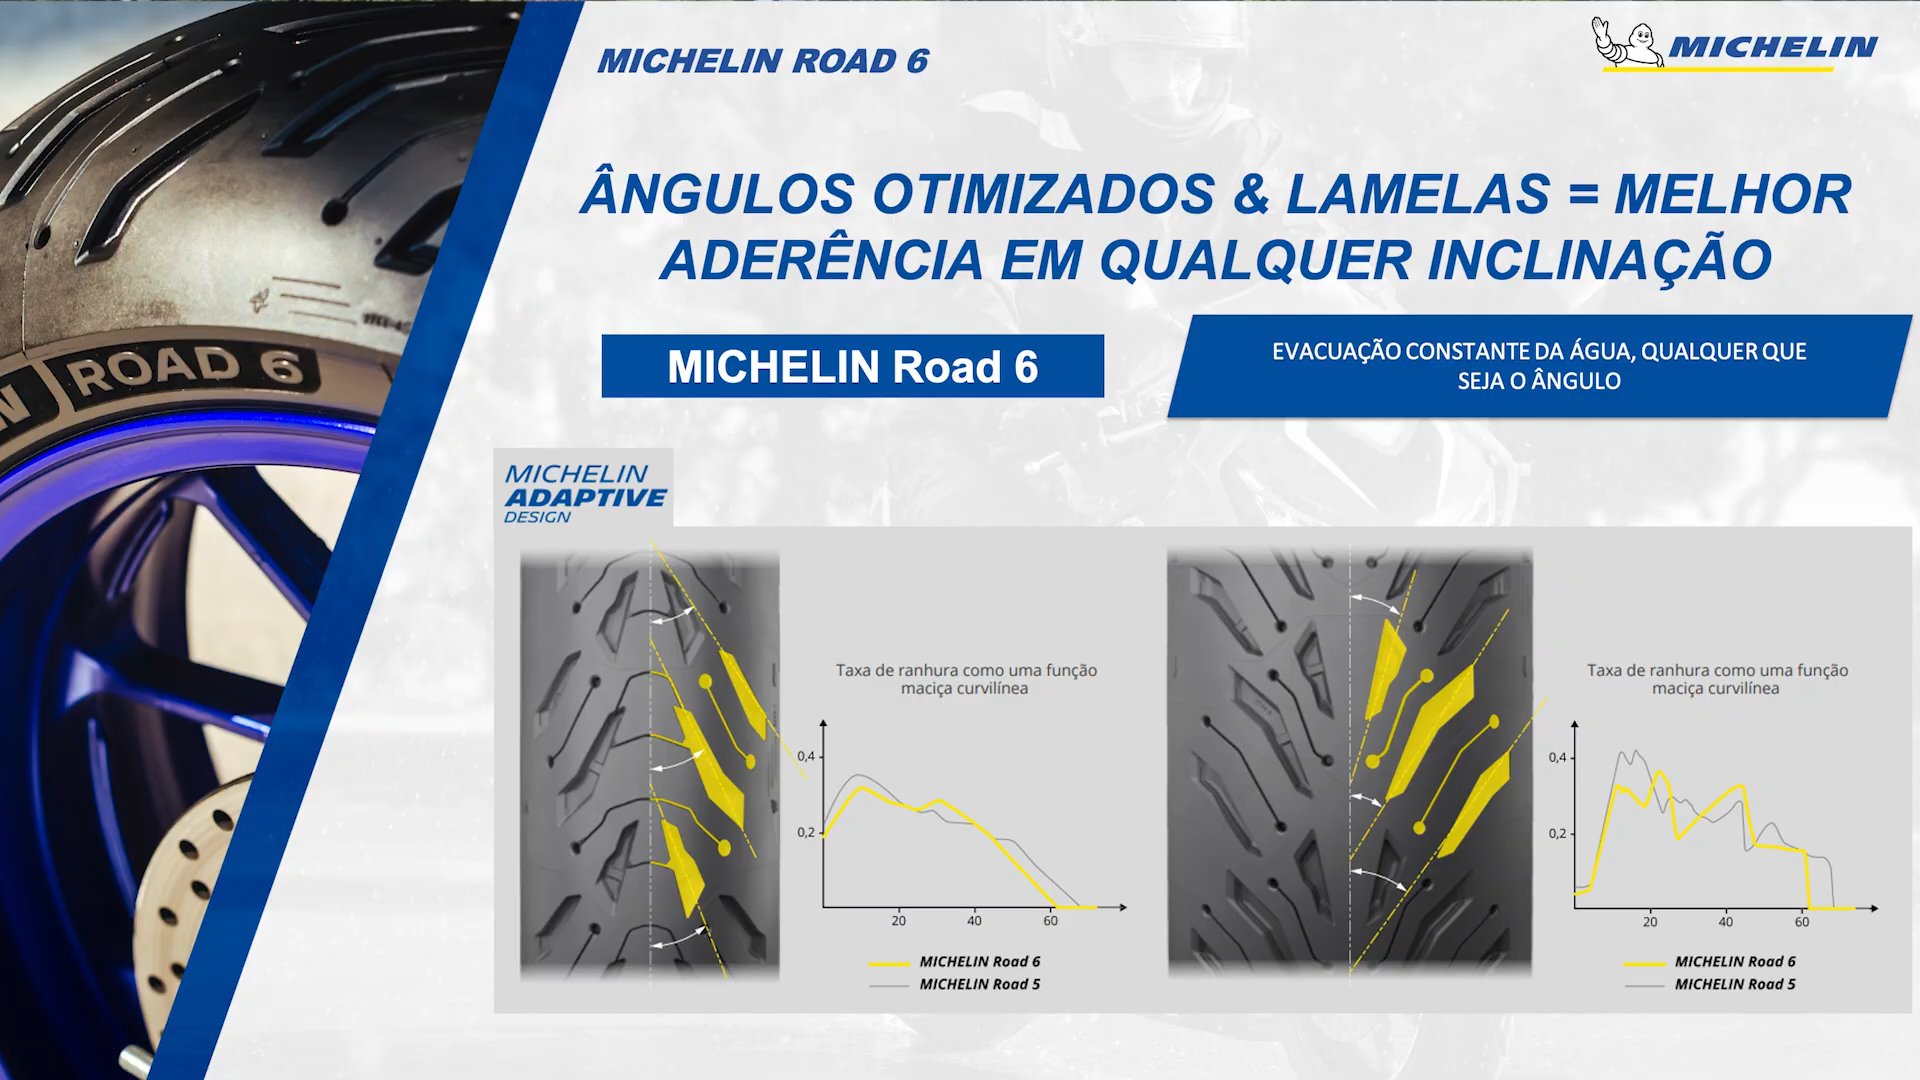 MICHELIN ROAD 6
MICHELIN
ÂNGULOS OTIMIZADOS & LAMELAS = MELHOR
ADERÊNCIA EM QUALQUER INCLINAÇÃO
MICHELIN Road 6
EVACUAÇÃO CONSTANTE DA ÁGUA, QUALQUER QUE
SEJA O ÂNGULO
ROAD 6
MICHELIN
ADAPTIVE
DESIGN
Taxa de ranhura como uma função
maciça curvilínea
0,4
0,2
20 40 60
MICHELIN Road 6
MICHELIN Road 5
Taxa de ranhura como uma função
maciça curvilínea
0,4
0,2
20 40 60
MICHELIN Road 6
MICHELIN Road 5